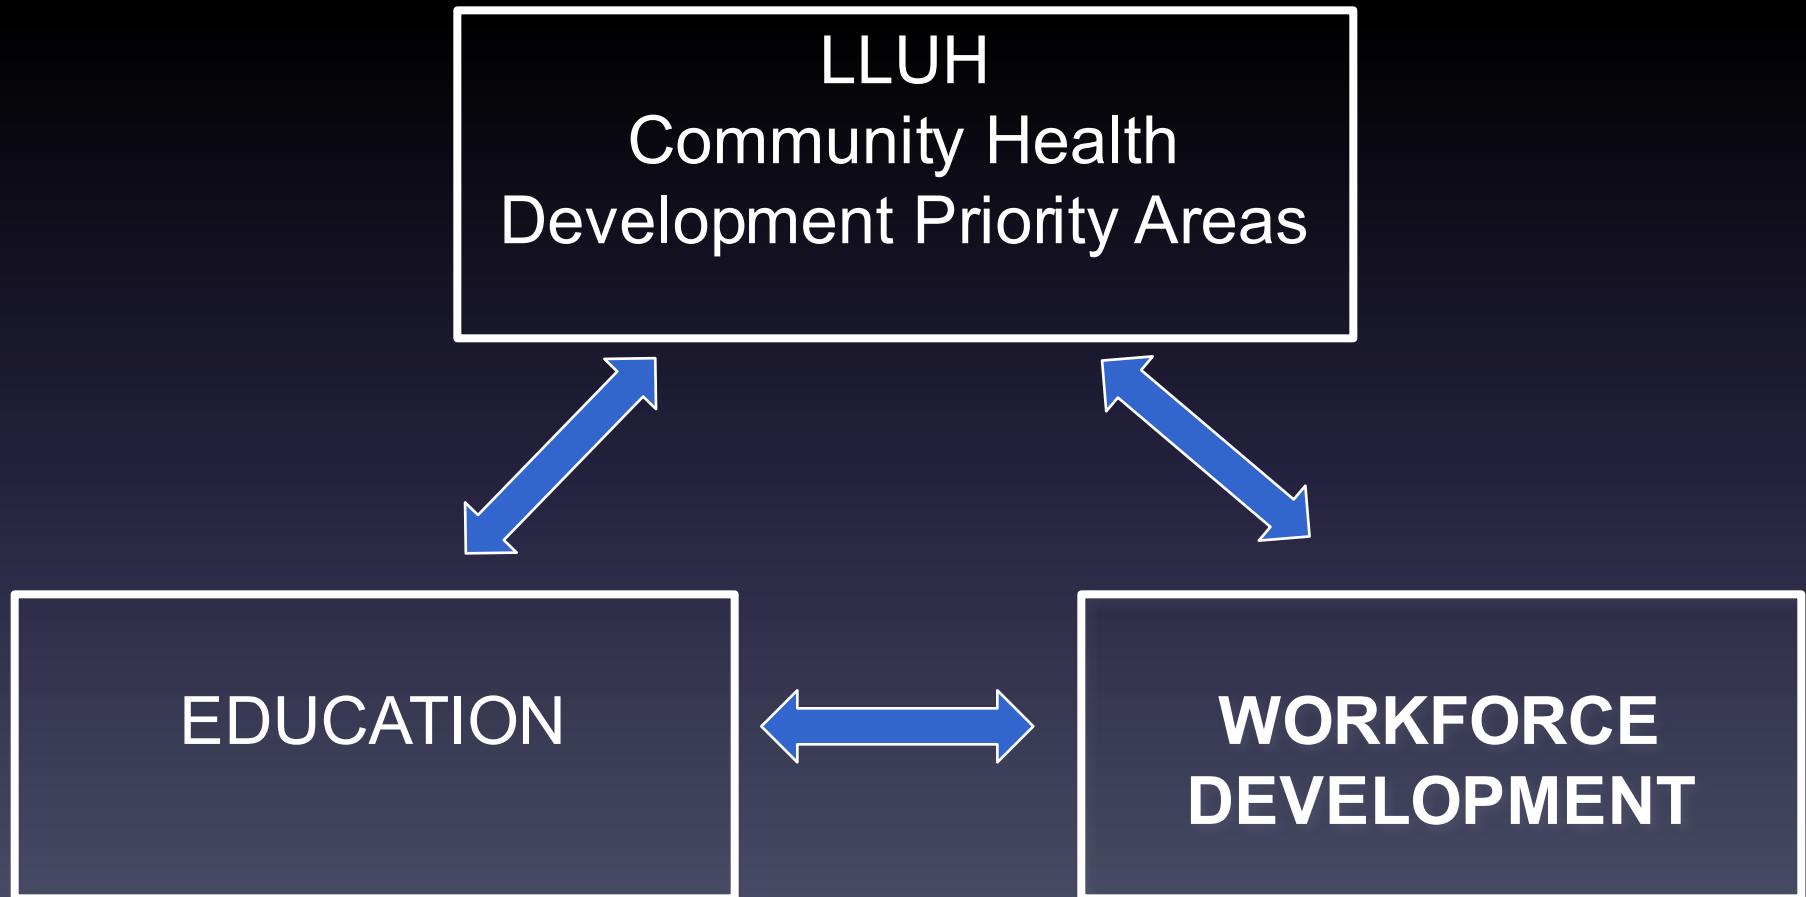 LLUH
Community Health
Development Priority Areas
EDUCATION
WORKFORCE
DEVELOPMENT